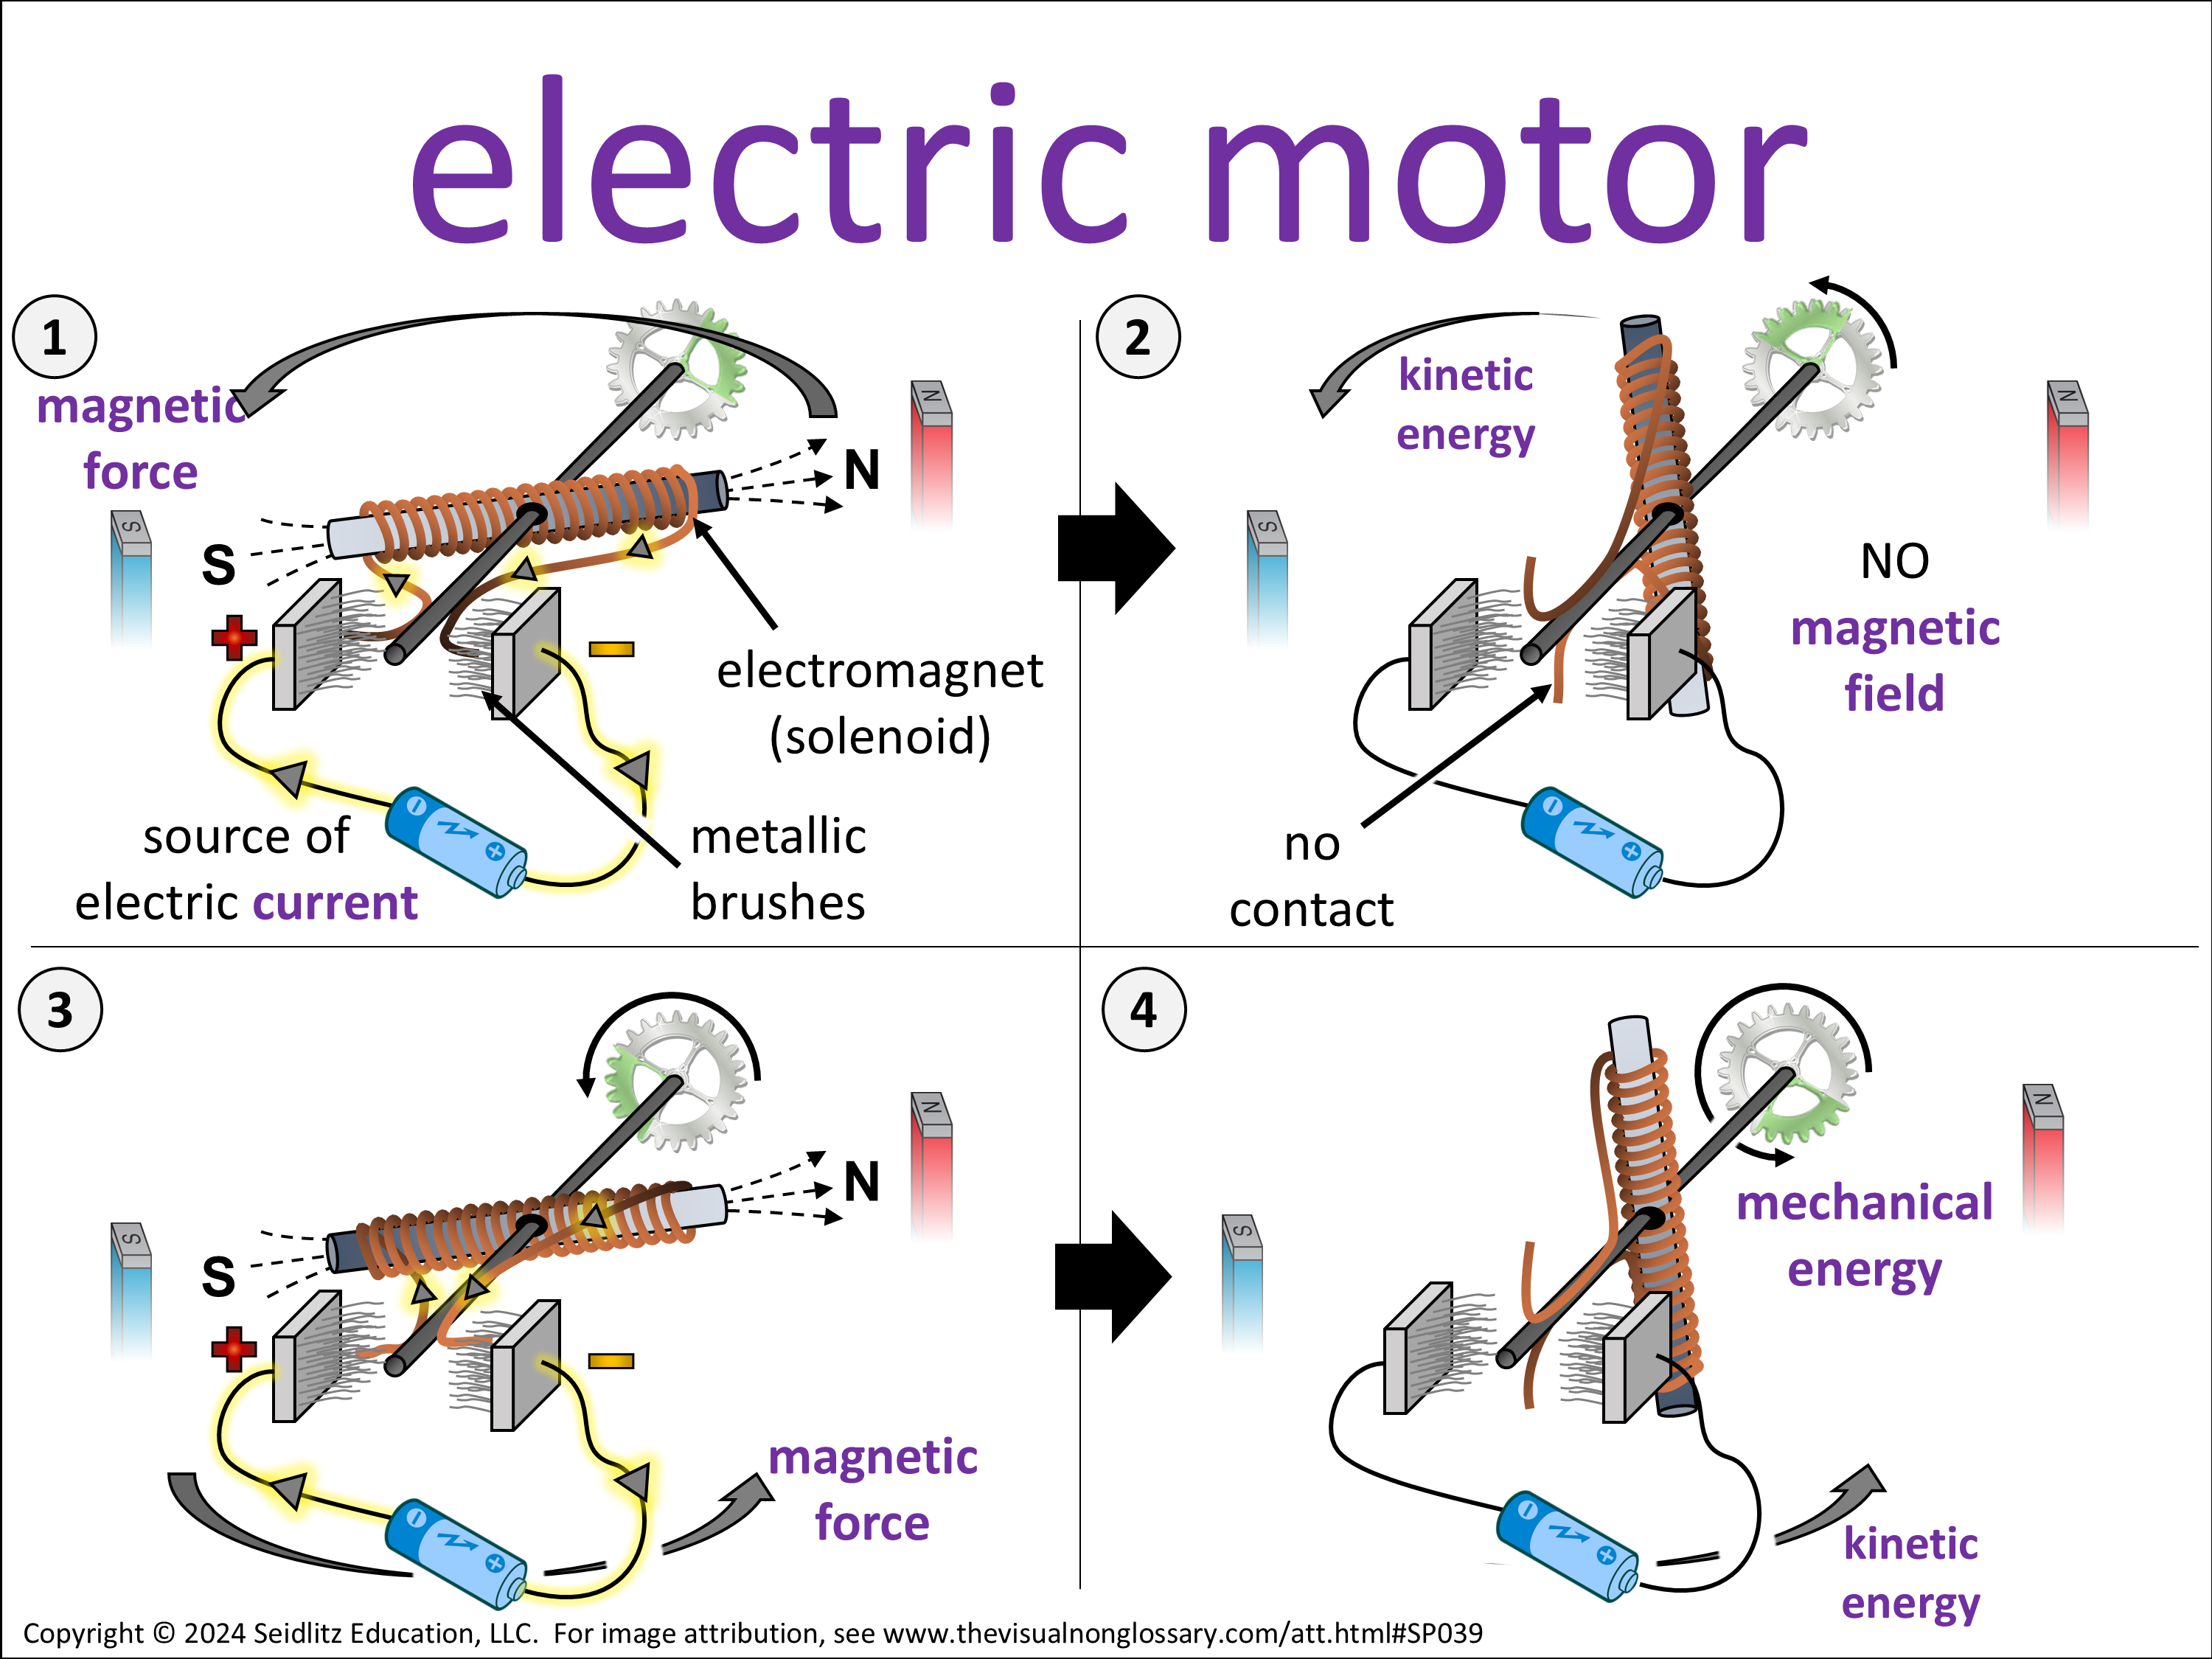 electric motor
1
magnetic
force
N
N
S
S
+
−
electromagnet
(solenoid)
source of
electric current
metallic
brushes
− +
2
kinetic
energy
N
S
NO
magnetic
field
no
contact
− +
3
N
N
S
S
+
−
magnetic
force
− +
4
N
S
mechanical
energy
kinetic
energy
− +
Copyright © 2024 Seidlitz Education, LLC.  For image attribution, see www.thevisualnonglossary.com/att.html#SP039